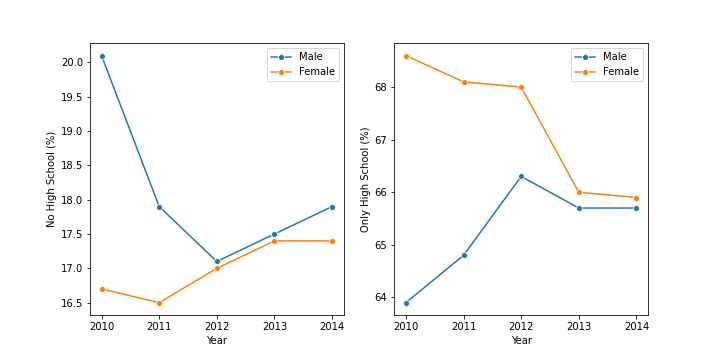 No High School (%)
20.0
19.5
19.0
18.5
18.0
17.5
17.0
16.5
2010
2011
2012
2013
2014
Year
Male
Female
Only High School (%)
68
67
66
65
64
2010
2011
2012
2013
2014
Year
Male
Female